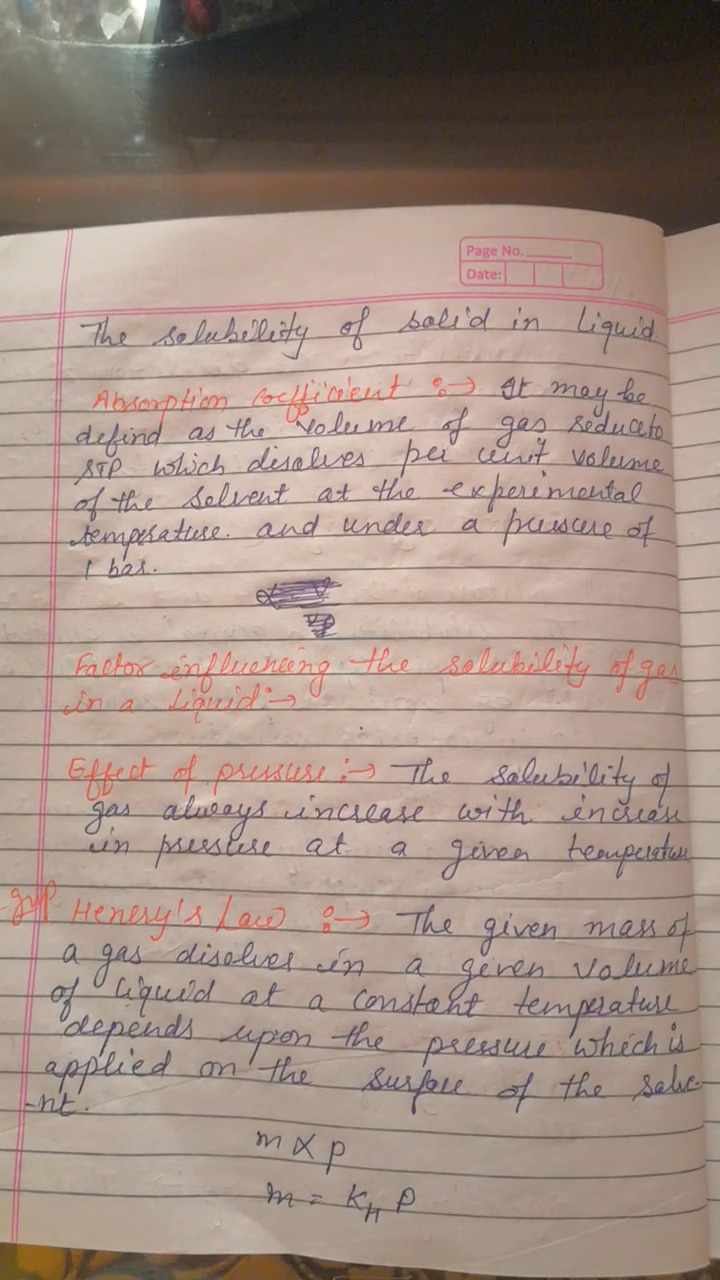 Page No.
Date:
The solubility of solid in liquid
Absorption coefficient :→ It may be
defind as the volume of gas reduce to
STP which disolves per unit volume
of the solvent at the experimental
temperature. and under a pressure of
1 bar.
Factor influencing the solubility of gas
in a liquid :→
Effect of pressure :→ The solubility of
gas always increase with increase
in pressure at a given temperature
Imp Henery's Law :→ The given mass of
a gas disolves in a given volume
of liquid at a constant temperature
depends upon the pressure which is
applied on the surface of the solve-
-nt.
m ∝ p
m = K_H P